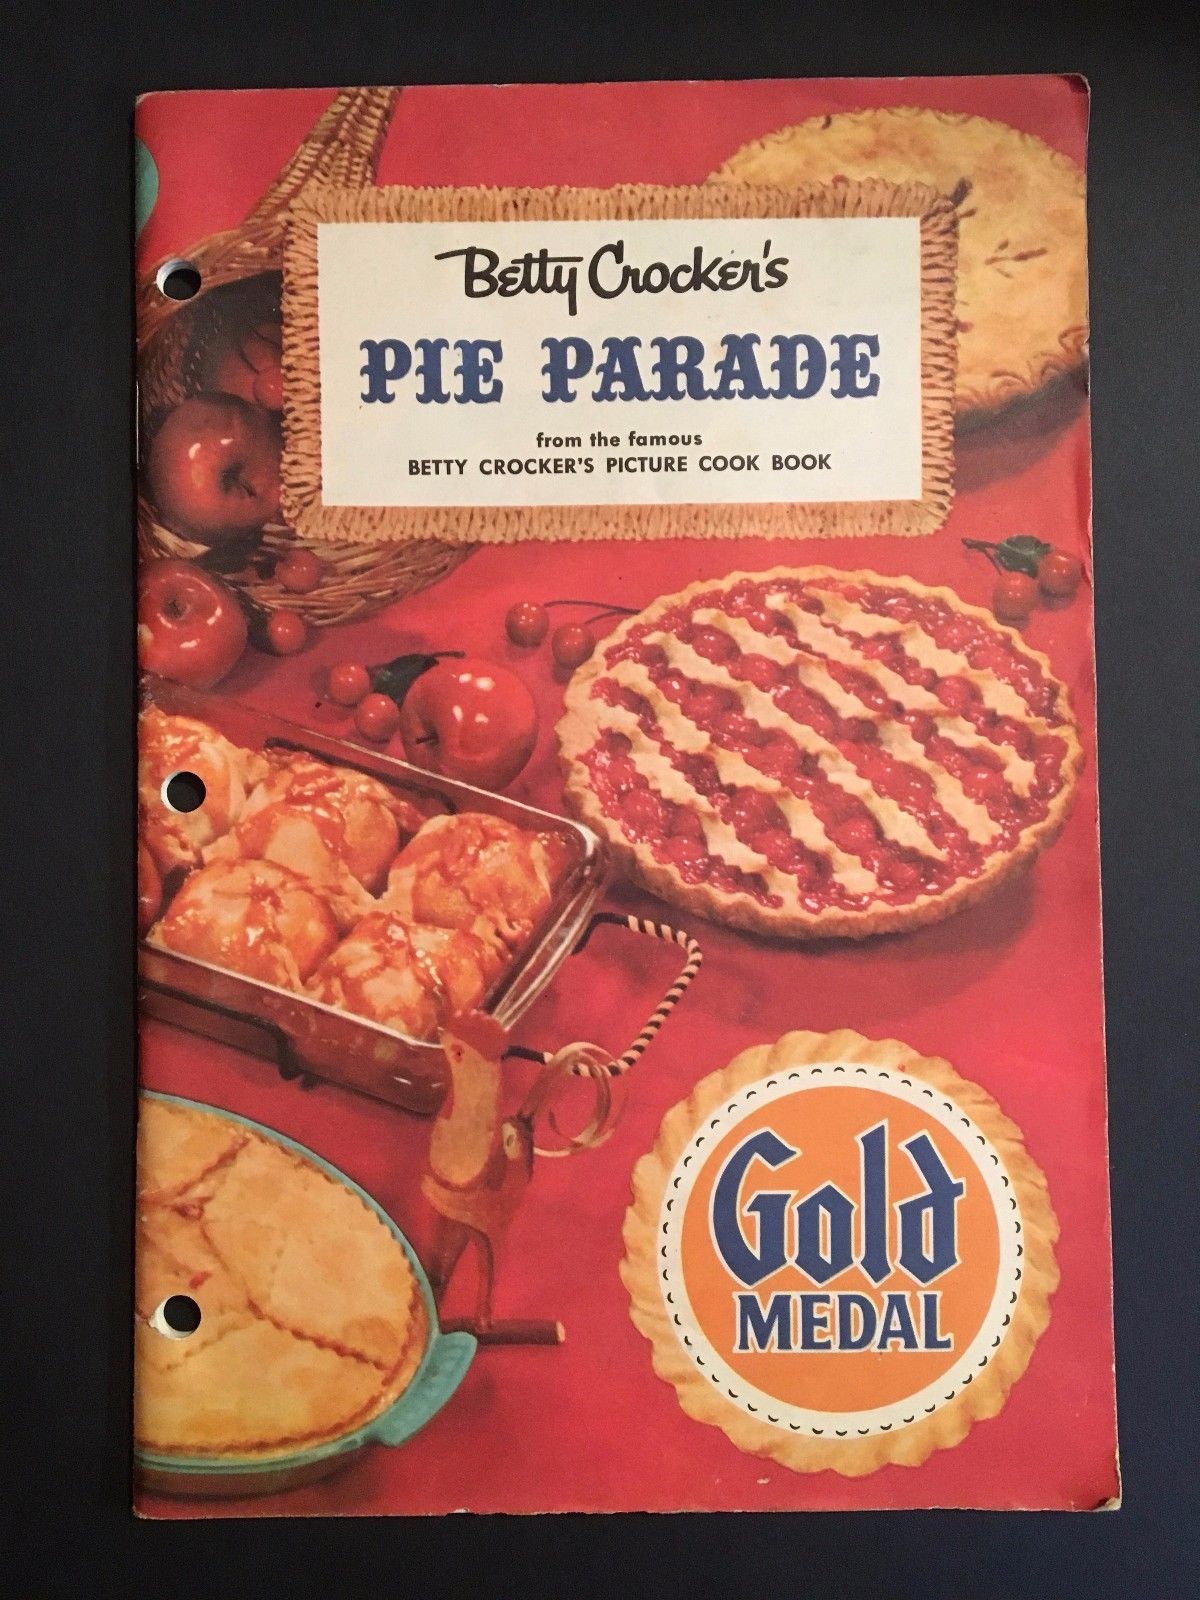 Betty Crocker's
PIE PARADE
from the famous
BETTY CROCKER'S PICTURE COOK BOOK
Gold
MEDAL